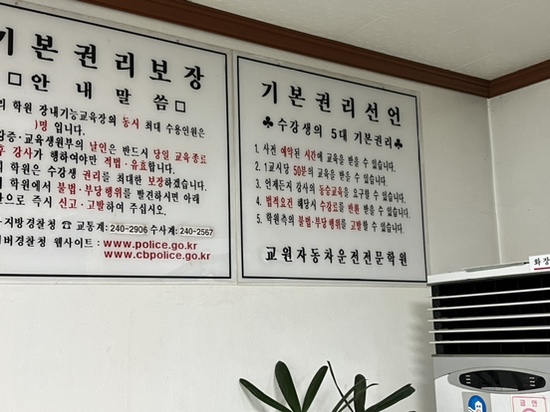 기본권리보장
□안 내 말 씀□
학원 장내기능교육장의 동시 최대 수용인원은
)명 입니다.
교육생원부의 날인은 반드시 당일 교육종료
강사가 행하여야만 적법·유효합니다.
학원은 수강생 권리를 최대한 보장하겠습니다.
학원에서 불법·부당행위를 발견하시면 아래
즉시 신고·고발하여 주십시오.
지방경찰청 ☎ 교통계: 240-2906 수사계: 240-2567
경찰청 웹사이트 : www.police.go.kr
www.cbpolice.go.kr
기본권리선언
♣수강생의 5대 기본권리♣
1. 사전 예약된 시간에 교육을 받을 수 있습니다.
2. 1교시당 50분의 교육을 받을 수 있습니다.
3. 언제든지 강사의 동승교육을 요구할 수 있습니다.
4. 법적요건 해당시 수강료를 반환 받을 수 있습니다.
5. 학원측의 불법·부당행위를 고발할 수 있습니다.
교원자동차운전전문학원
화장
금연